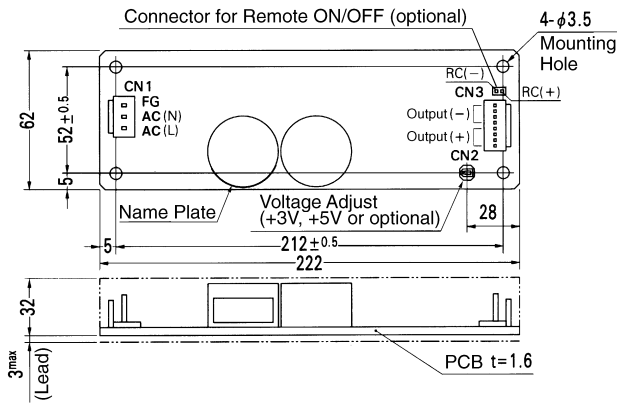 Connector for Remote ON/OFF (optional)
4-ϕ3.5
Mounting
Hole
RC(−)
CN3
RC(+)
CN1
FG
AC(N)
AC(L)
Output(−)
Output(+)
CN2
62
52±0.5
5
Name Plate
Voltage Adjust
(+3V, +5V or optional)
28
5
212±0.5
222
32
3max
(Lead)
PCB t=1.6